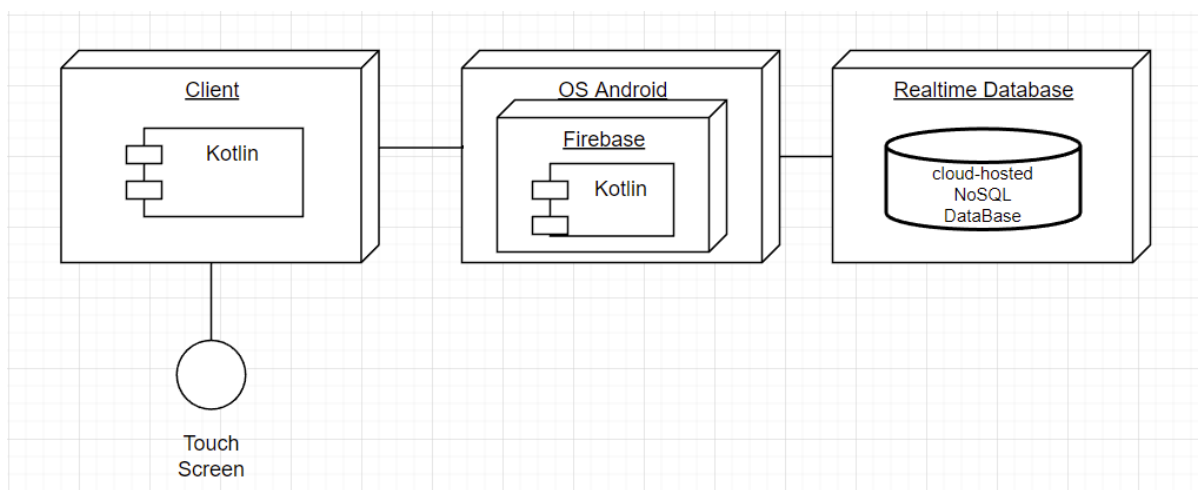 Client
Kotlin
Touch
Screen
OS Android
Firebase
Kotlin
Realtime Database
cloud-hosted
NoSQL
DataBase